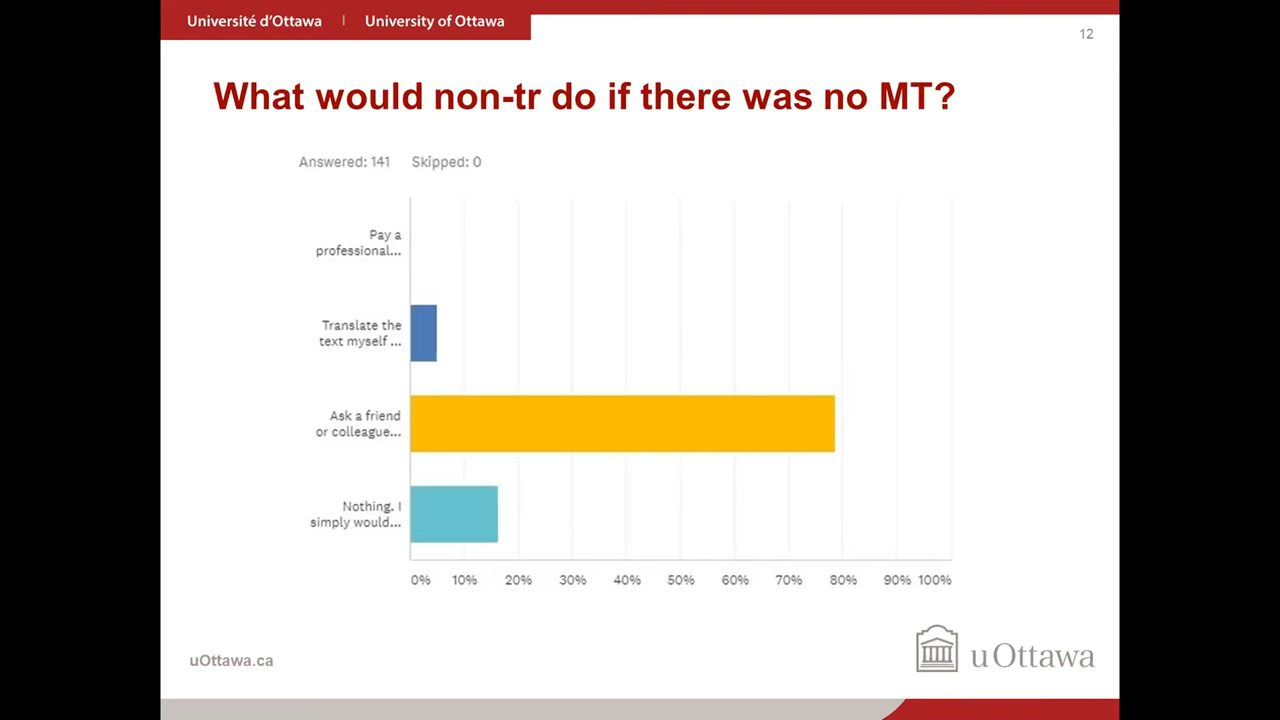 Université d'Ottawa | University of Ottawa
12
What would non-tr do if there was no MT?
Answered: 141 Skipped: 0
Pay a
professional...
Translate the
text myself ...
Ask a friend
or colleague...
Nothing. I
simply would...
0% 10% 20% 30% 40% 50% 60% 70% 80% 90% 100%
uOttawa.ca
uOttawa